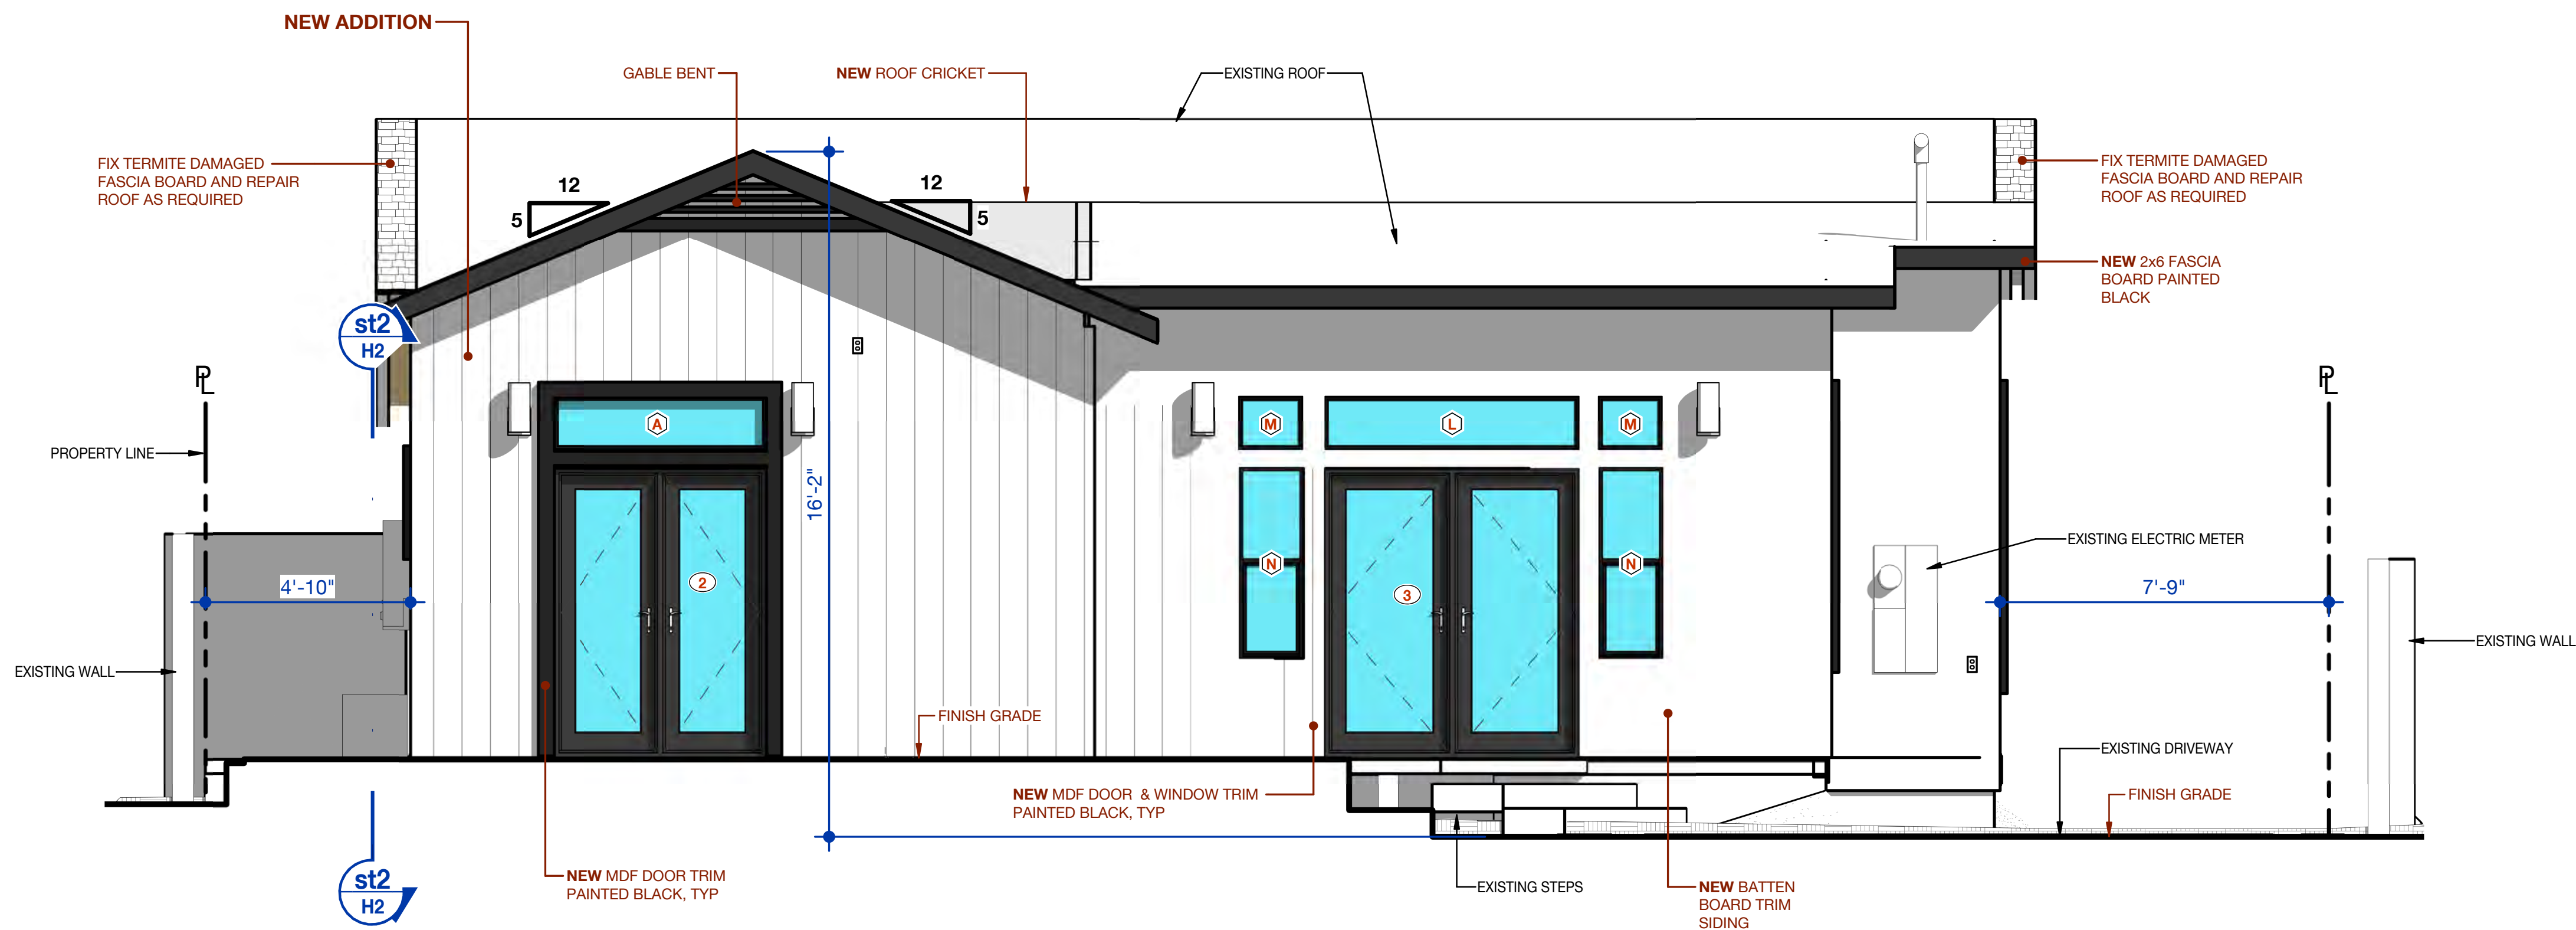 NEW ADDITION
GABLE BENT
NEW ROOF CRICKET
EXISTING ROOF
FIX TERMITE DAMAGED
FASCIA BOARD AND REPAIR
ROOF AS REQUIRED
12
5
12
5
FIX TERMITE DAMAGED
FASCIA BOARD AND REPAIR
ROOF AS REQUIRED
NEW 2x6 FASCIA
BOARD PAINTED
BLACK
st2
H2
PL
PL
A
M
L
M
PROPERTY LINE
16'-2"
EXISTING ELECTRIC METER
N
N
2
3
4'-10"
7'-9"
EXISTING WALL
EXISTING WALL
FINISH GRADE
EXISTING DRIVEWAY
NEW MDF DOOR & WINDOW TRIM
PAINTED BLACK, TYP
FINISH GRADE
st2
H2
NEW MDF DOOR TRIM
PAINTED BLACK, TYP
EXISTING STEPS
NEW BATTEN
BOARD TRIM
SIDING